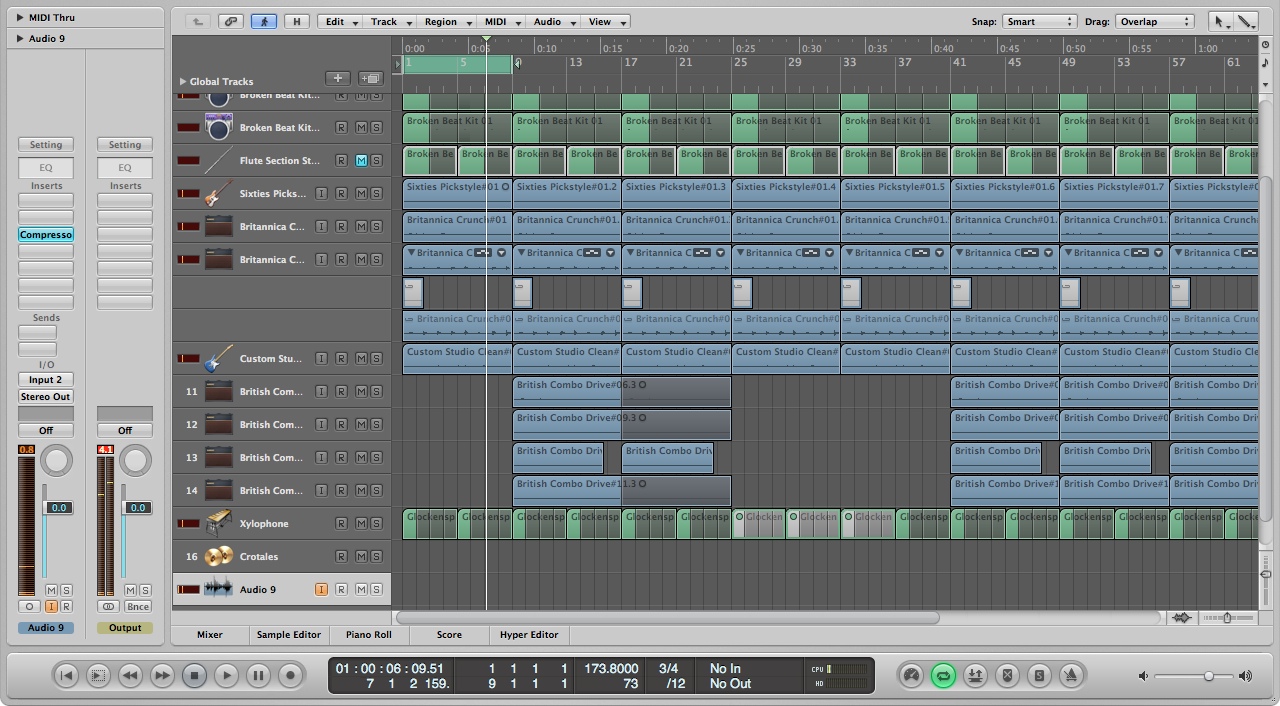 MIDI Thru
Audio 9
H Edit Track Region MIDI Audio View Snap: Smart Drag: Overlap
0:00 0:05 0:10 0:15 0:20 0:25 0:30 0:35 0:40 0:45 0:50 0:55 1:00
1 5 9 13 17 21 25 29 33 37 41 45 49 53 57 61
Global Tracks
Broken Beat Kit... R M S
Broken Beat Kit... R M S Broken Beat Kit 01 Broken Beat Kit 01 Broken Beat Kit 01 Broken Beat Kit 01 Broken Beat Kit 01 Broken Beat Kit 01 Broken Beat Kit 01 Broken Beat Kit 01
Flute Section St... R M S Broken Be Broken Be Broken Be Broken Be Broken Be Broken Be Broken Be Broken Be Broken Be Broken Be Broken Be Broken Be Broken Be Broken Be Broken Be Broken
Sixties Picks... I R M S Sixties Pickstyle#01 Sixties Pickstyle#01.2 Sixties Pickstyle#01.3 Sixties Pickstyle#01.4 Sixties Pickstyle#01.5 Sixties Pickstyle#01.6 Sixties Pickstyle#01.7 Sixties Pickstyle#0
Britannica C... I R M S Britannica Crunch#01 Britannica Crunch#01. Britannica Crunch#01. Britannica Crunch#01. Britannica Crunch#01. Britannica Crunch#01. Britannica Crunch#01. Britannica Crunch#
Britannica C... I R M S Britannica C Britannica C Britannica C Britannica C Britannica C Britannica C Britannica C Britannica C
Britannica Crunch#0 Britannica Crunch#0 Britannica Crunch#0 Britannica Crunch#0 Britannica Crunch#0 Britannica Crunch#0 Britannica Crunch#0 Britannica Crunc
Custom Stu... I R M S Custom Studio Clean# Custom Studio Clean# Custom Studio Clean# Custom Studio Clean# Custom Studio Clean# Custom Studio Clean# Custom Studio Clean# Custom Studio Cle
11 British Com... I R M S British Combo Drive#06.3 British Combo Drive#0 British Combo Drive#0 British Combo Driv
12 British Com... I R M S British Combo Drive#09.3 British Combo Drive#0 British Combo Drive#0 British Combo Driv
13 British Com... I R M S British Combo Driv British Combo Driv British Combo Driv British Combo Driv British Combo Driv
14 British Com... I R M S British Combo Drive#11.3 British Combo Drive#1 British Combo Drive#1 British Combo Driv
Xylophone R M S Glockensp Glockensp Glockensp Glockensp Glockensp Glockensp Glocken Glocken Glocken Glockensp Glockensp Glockensp Glockensp Glockensp Glockensp Glocke
16 Crotales R M S
Audio 9 I R M S
Setting Setting
EQ EQ
Inserts Inserts
Compresso
Sends
I/O
Input 2
Stereo Out
Off Off
0.8 4.1
0.0 0.0
M S M S
I R Bnce
Audio 9 Output
Mixer Sample Editor Piano Roll Score Hyper Editor
01 : 00 : 06 : 09.51 1 1 1 1 173.8000 3/4 No In CPU
7 1 2 159. 9 1 1 1 73 /12 No Out HD
S